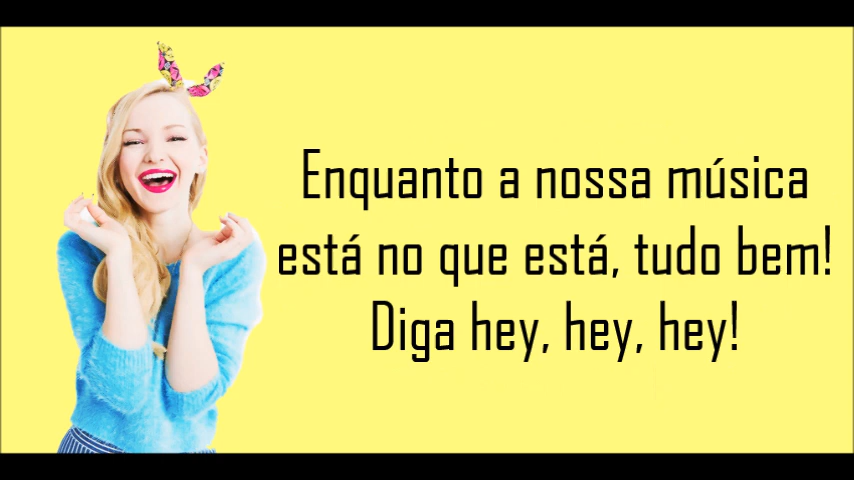 Enquanto a nossa música
está no que está, tudo bem!
Diga hey, hey, hey!